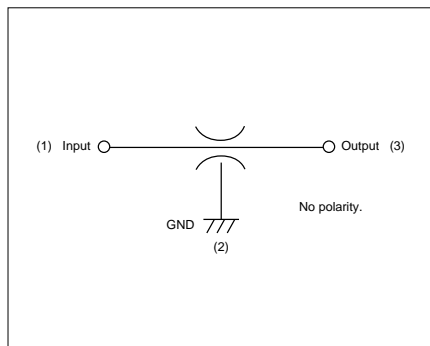 (1) Input Output (3)
No polarity.
GND
(2)